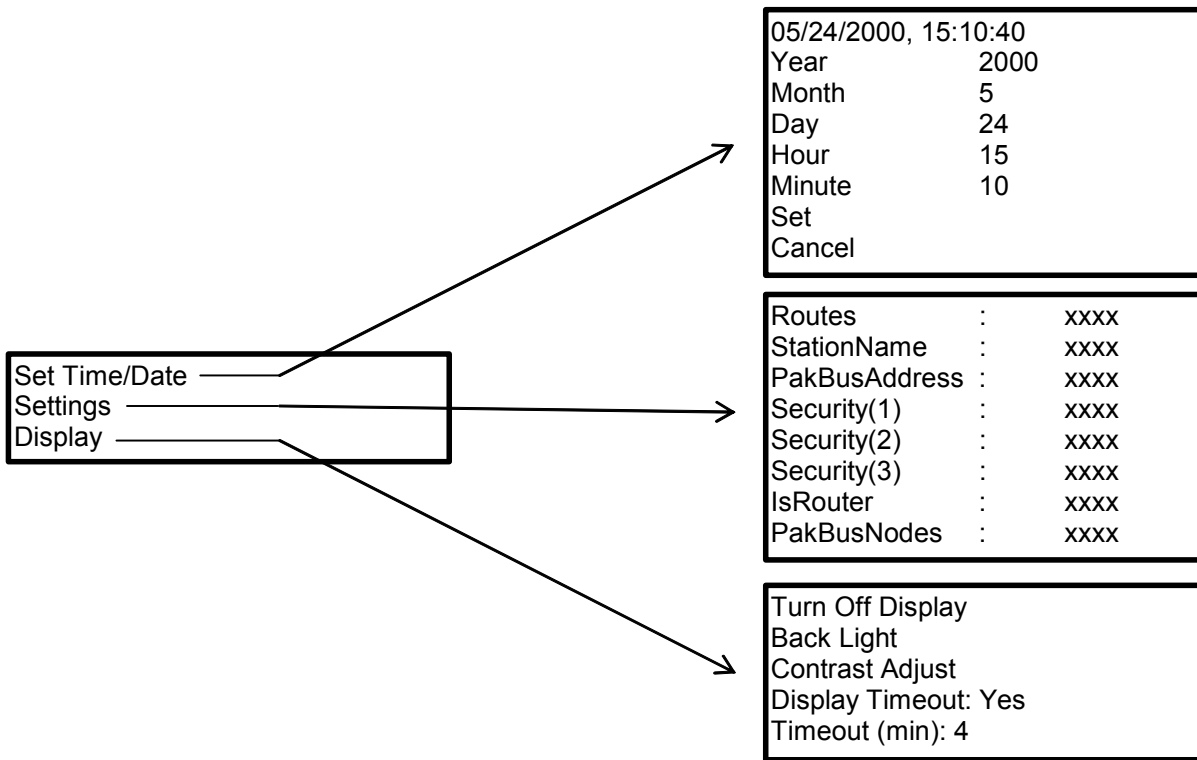 Set Time/Date
Settings
Display
05/24/2000, 15:10:40
Year 2000
Month 5
Day 24
Hour 15
Minute 10
Set
Cancel
Routes : xxxx
StationName : xxxx
PakBusAddress : xxxx
Security(1) : xxxx
Security(2) : xxxx
Security(3) : xxxx
IsRouter : xxxx
PakBusNodes : xxxx
Turn Off Display
Back Light
Contrast Adjust
Display Timeout: Yes
Timeout (min): 4